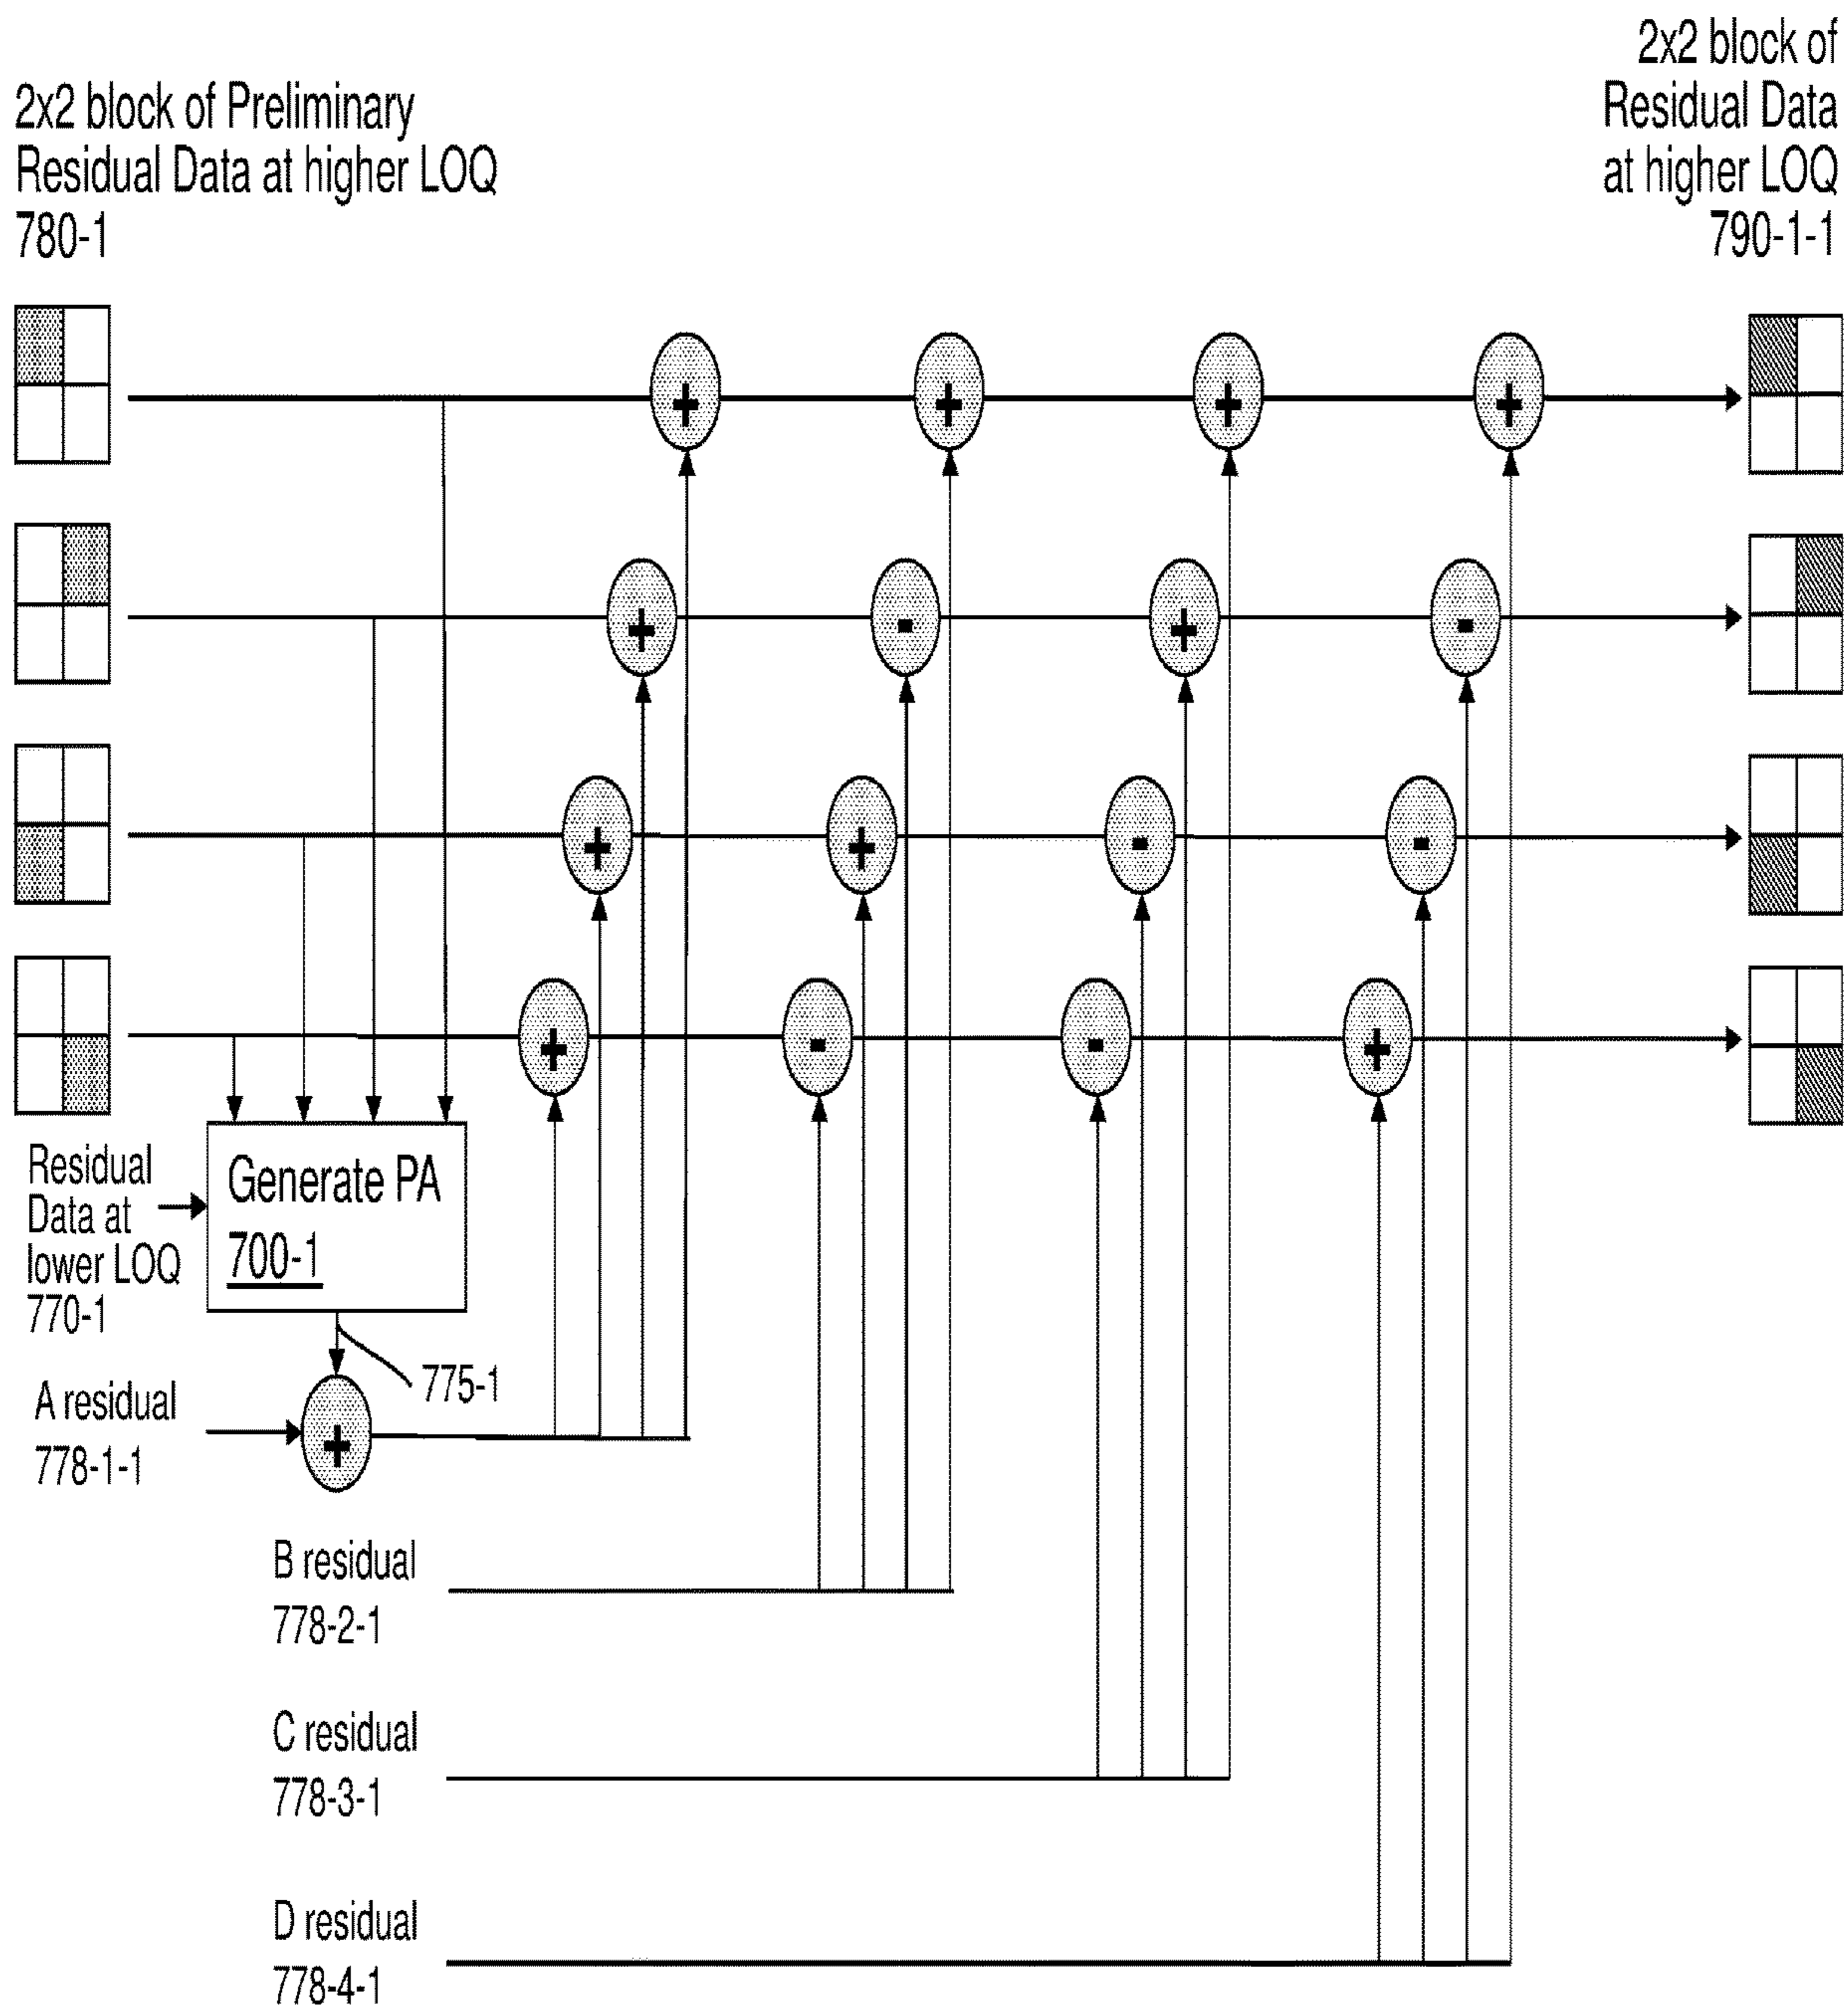 2x2 block of Preliminary
Residual Data at higher LOQ
780-1
2x2 block of
Residual Data
at higher LOQ
790-1-1
+ + + +
+ - + -
+ + - -
+ - - +
Residual
Data at
lower LOQ
770-1
Generate PA
700-1
775-1
A residual
778-1-1
+
B residual
778-2-1
C residual
778-3-1
D residual
778-4-1